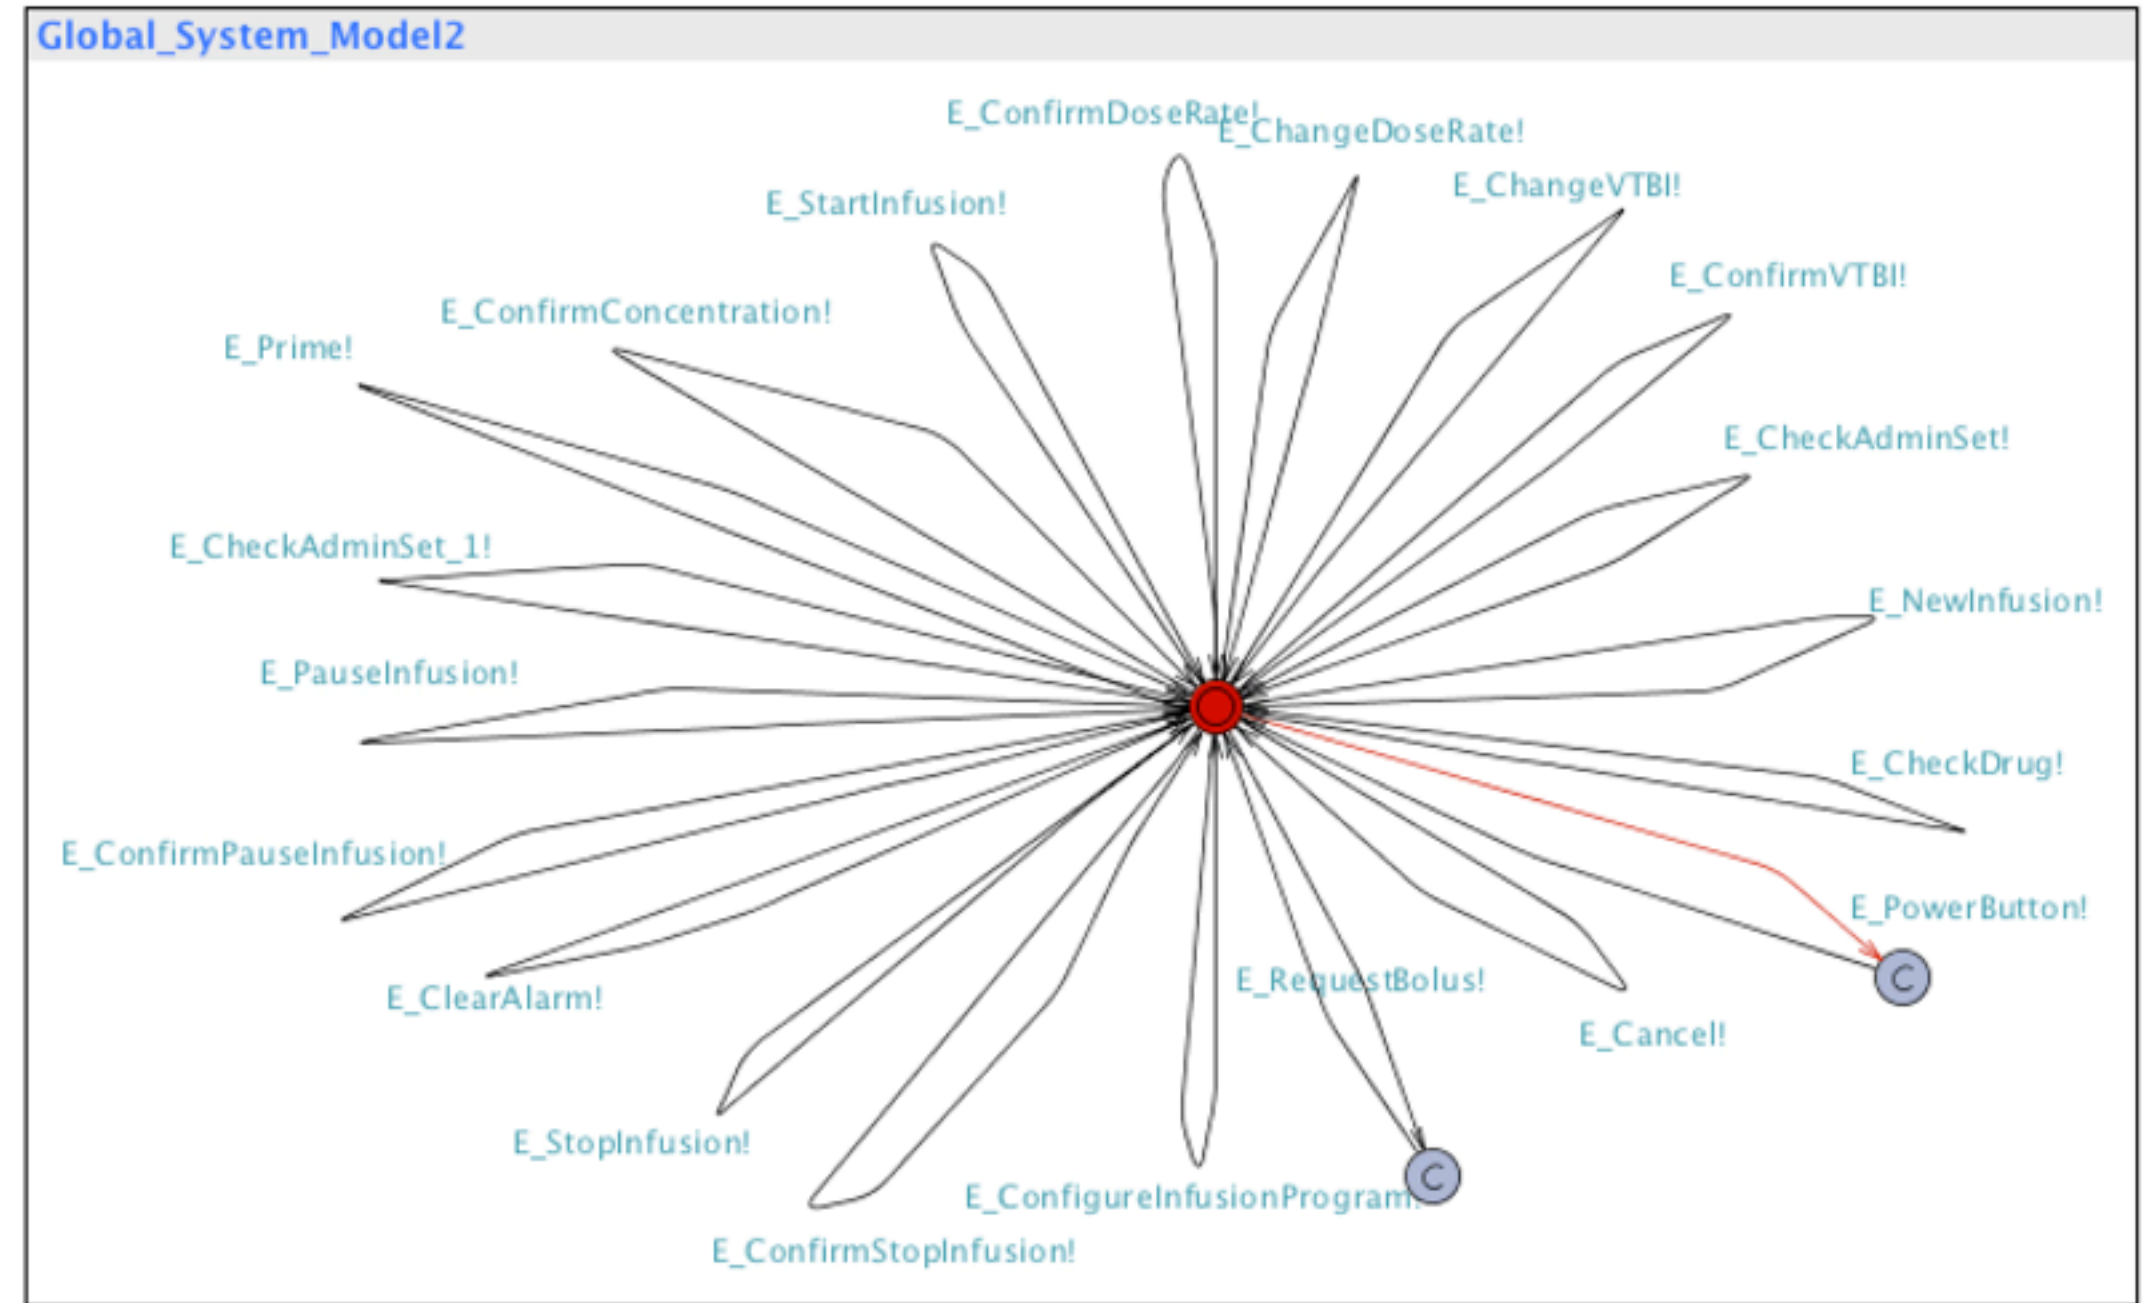 Global_System_Model2
E_ConfirmDoseRate!
E_ChangeDoseRate!
E_ChangeVTBI!
E_StartInfusion!
E_ConfirmVTBI!
E_ConfirmConcentration!
E_Prime!
E_CheckAdminSet!
E_CheckAdminSet_1!
E_NewInfusion!
E_PauseInfusion!
E_CheckDrug!
E_ConfirmPauseInfusion!
E_PowerButton!
E_RequestBolus!
C
E_ClearAlarm!
E_Cancel!
E_StopInfusion!
C
E_ConfigureInfusionProgram!
E_ConfirmStopInfusion!